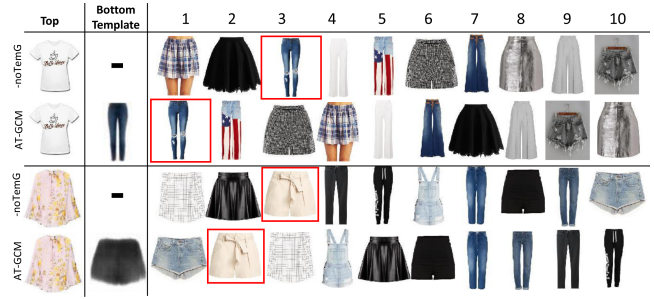 Top Bottom Template 1 2 3 4 5 6 7 8 9 10
-noTemG
AT-GCM
-noTemG
AT-GCM